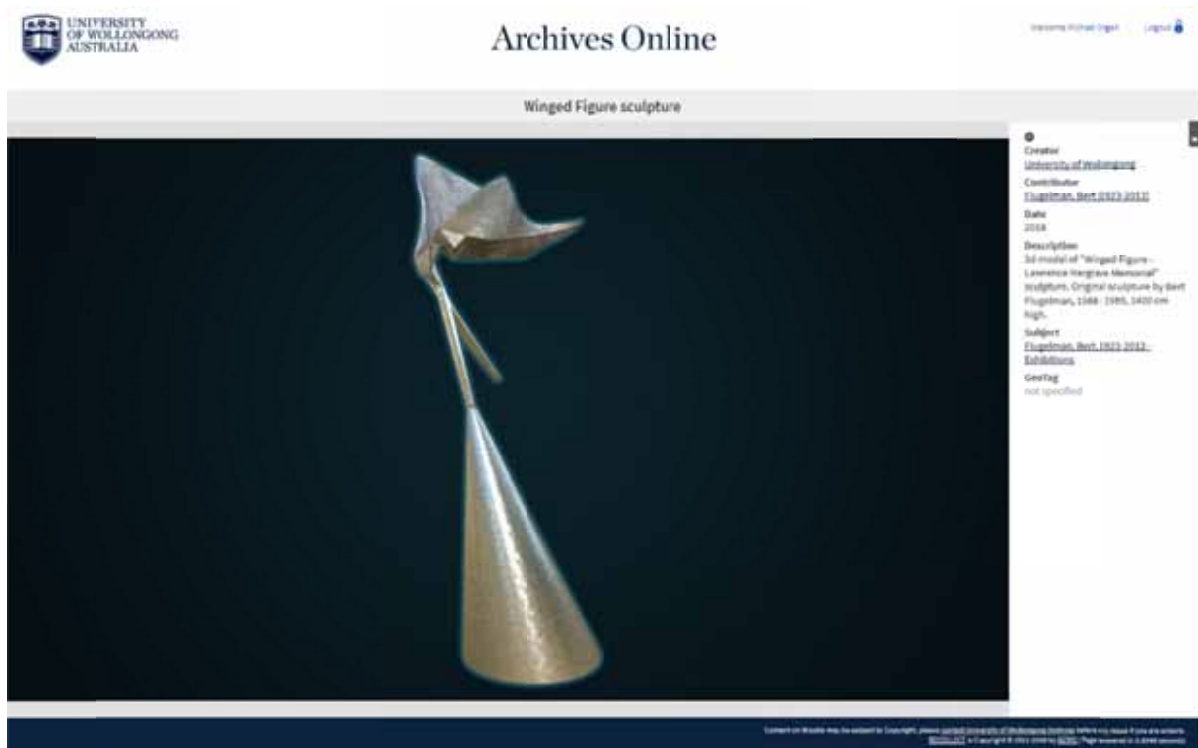 UNIVERSITY
OF WOLLONGONG
AUSTRALIA
Archives Online
Welcome Michael Organ Logout
Winged Figure sculpture
Creator
University of Wollongong
Contributor
Flugelman, Bert (1923-2013)
Date
Description
3d model of "Winged Figure -
Lawrence Hargrave Memorial"
sculpture. Original sculpture by Bert
Flugelman, 1988 - 1989, 1400 cm
high.
Subject
Flugelman, Bert, 1923-2013 -
Exhibitions
GeoTag
not specified